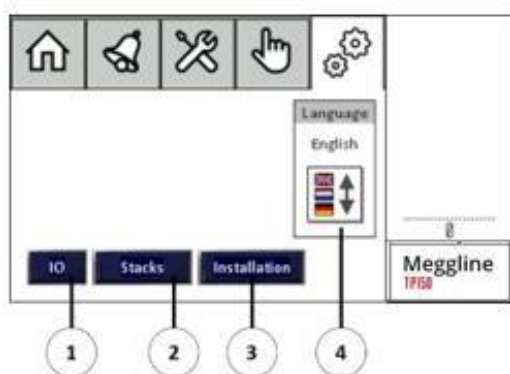 Language
English
0
IO
Stacks
Installation
Meggline
TP150
1
2
3
4